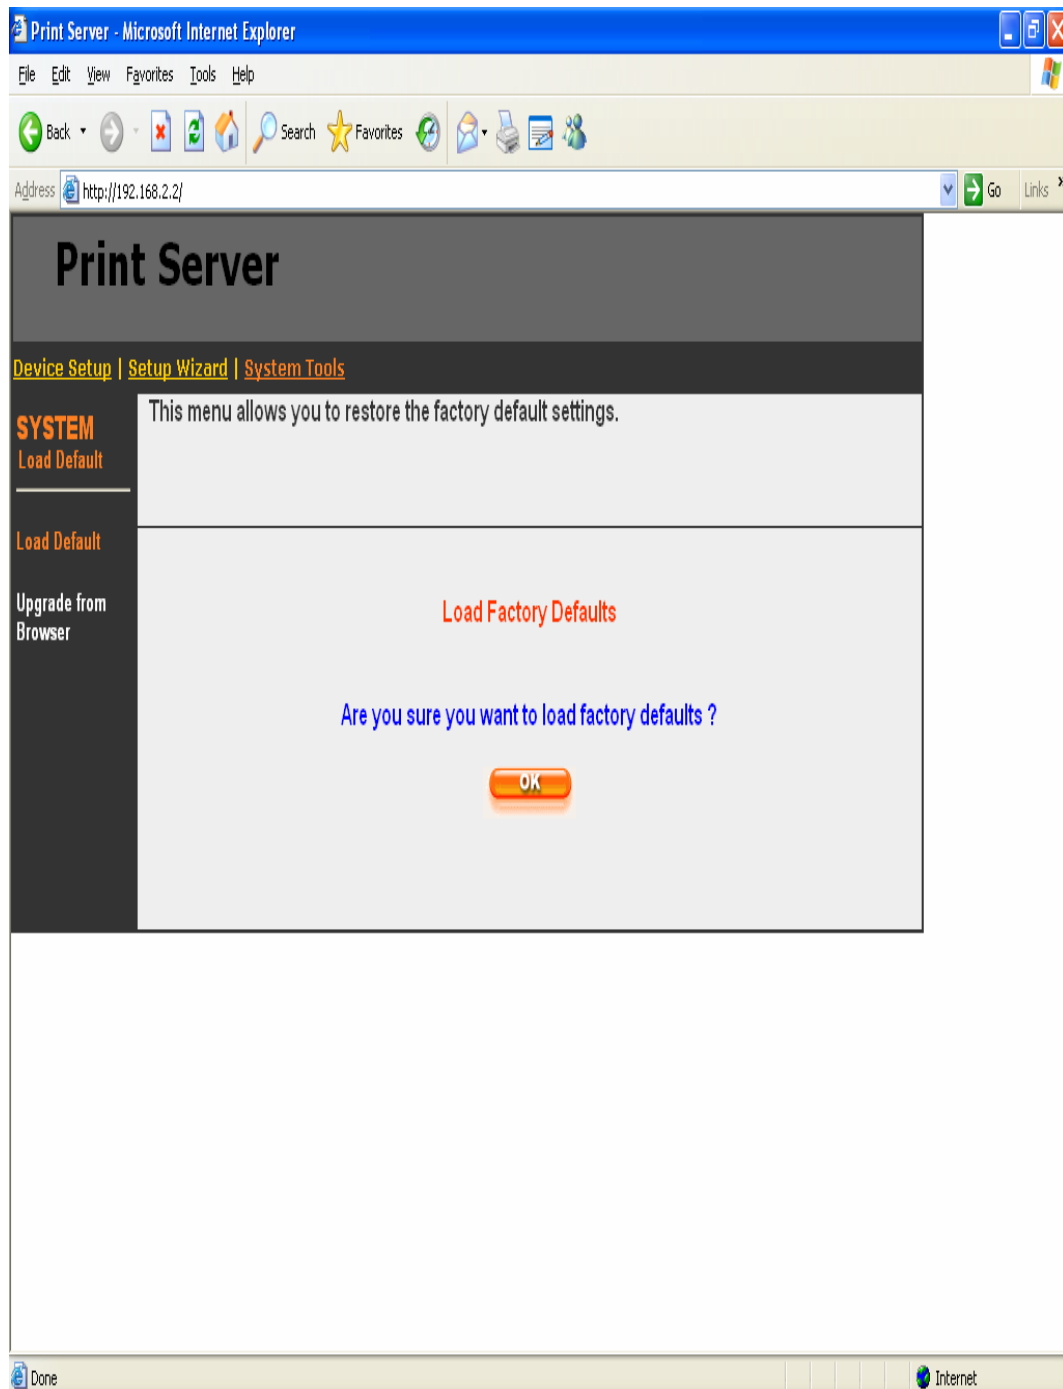 Print Server - Microsoft Internet Explorer
File Edit View Favorites Tools Help
Back Search Favorites
Address http://192.168.2.2/ Go Links »
Print Server
Device Setup | Setup Wizard | System Tools
SYSTEM
Load Default
This menu allows you to restore the factory default settings.
Load Default
Upgrade from
Browser
Load Factory Defaults
Are you sure you want to load factory defaults ?
OK
Done Internet